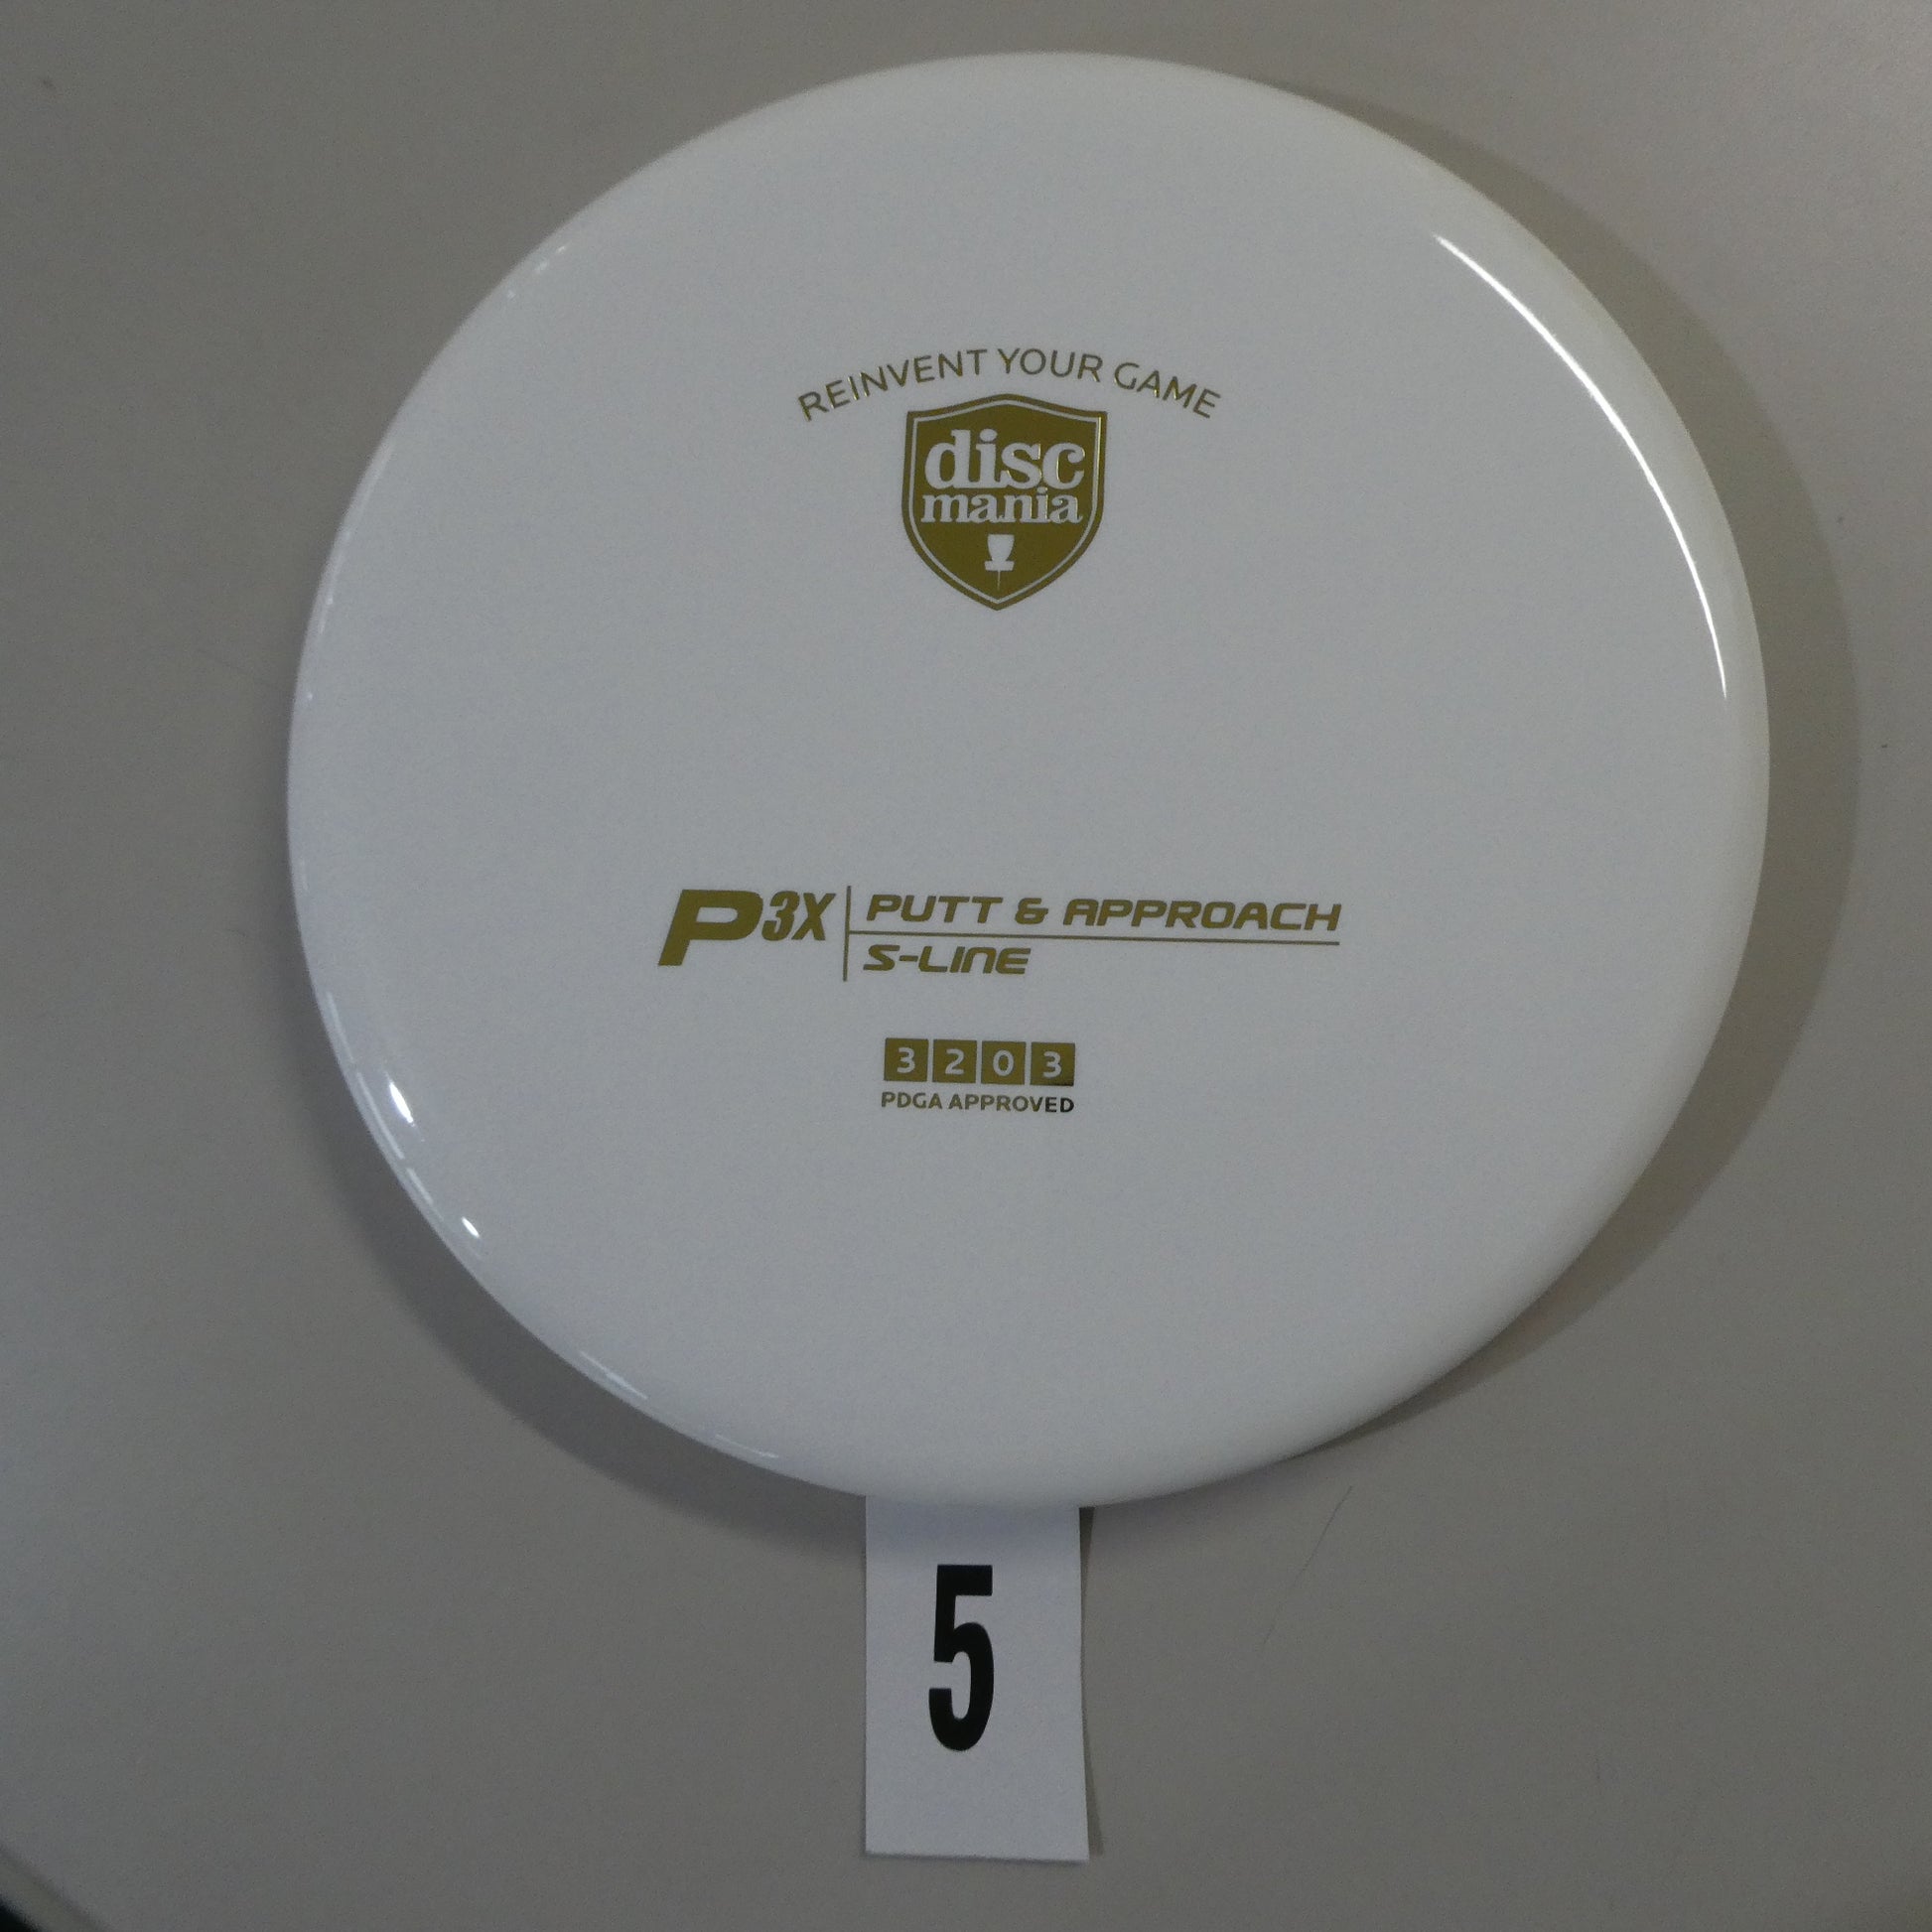 REINVENT YOUR GAME
disc
mania
P3X
PUTT & APPROACH
S-LINE
3 2 0 3
PDGA APPROVED
5